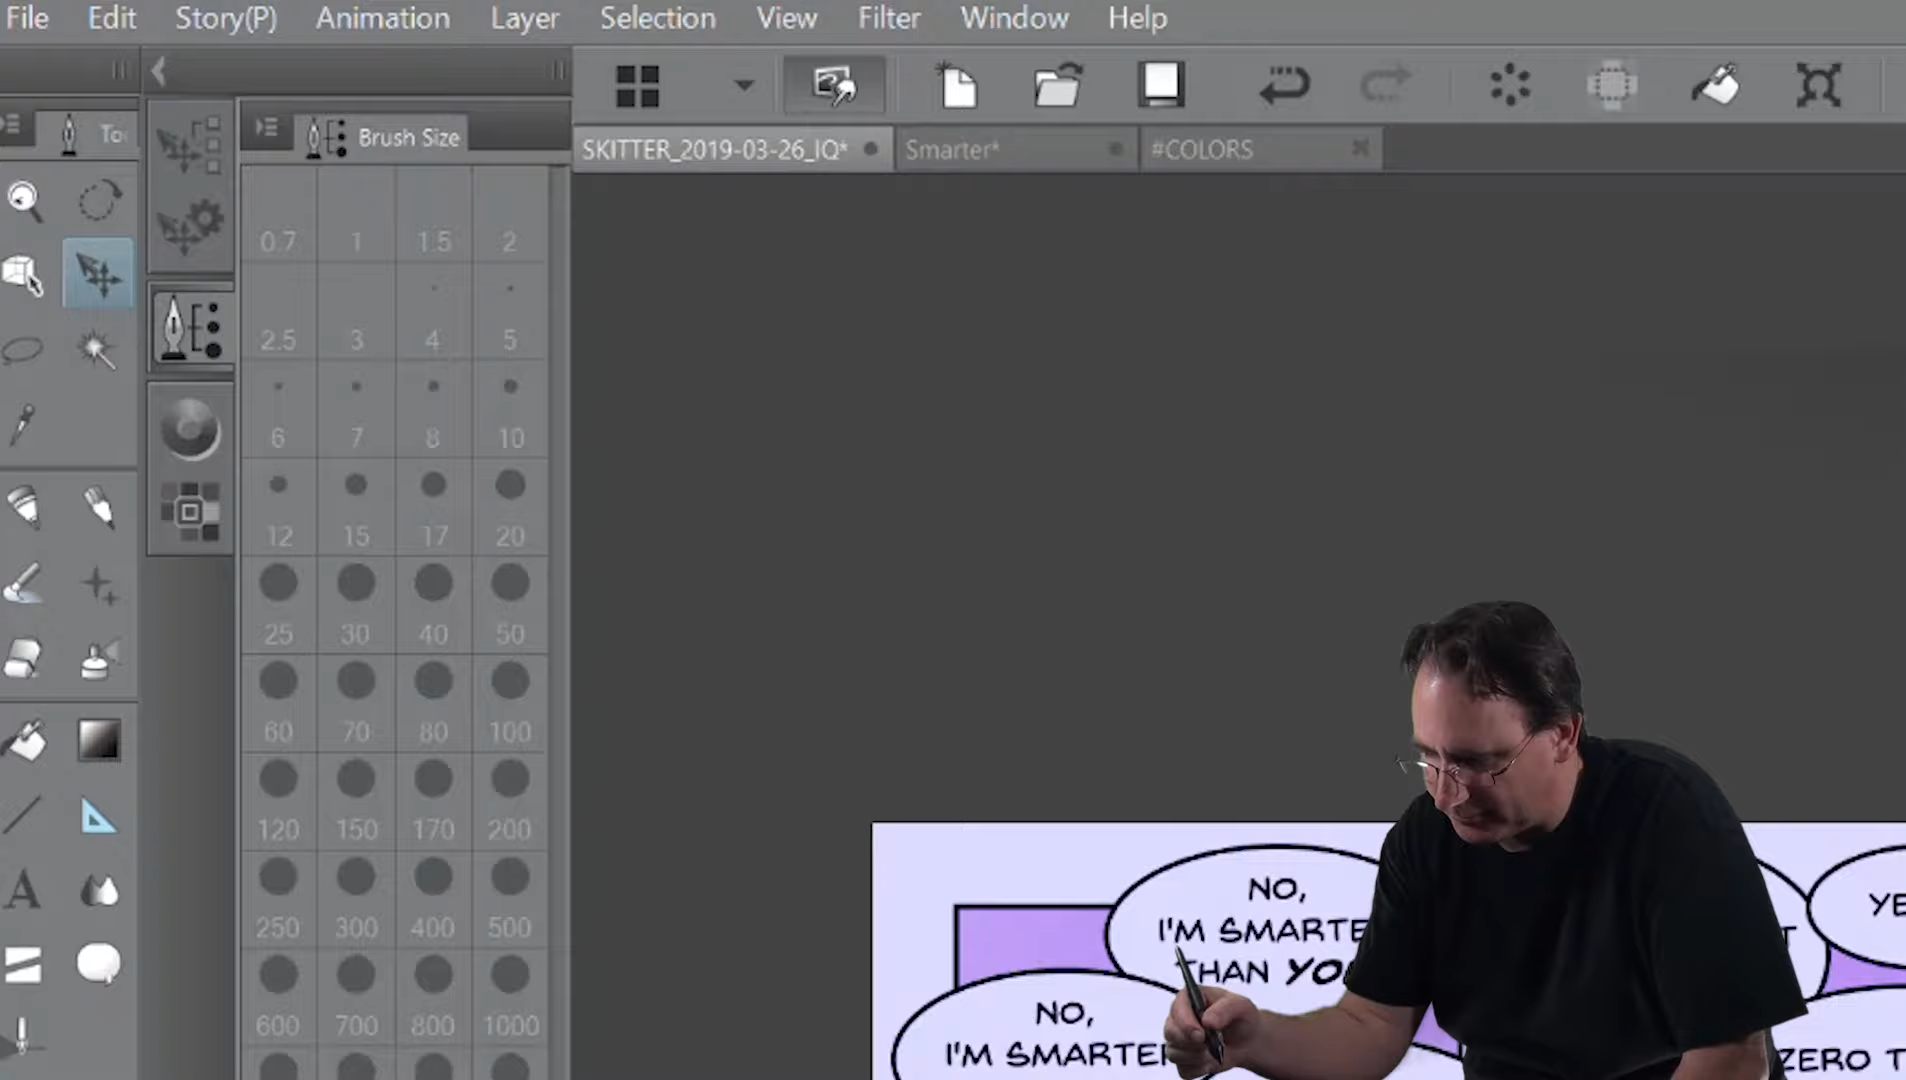 File Edit Story(P) Animation Layer Selection View Filter Window Help
Brush Size
SKITTER_2019-03-26_IQ* Smarter* #COLORS
0.7 1 1.5 2
2.5 3 4 5
6 7 8 10
12 15 17 20
25 30 40 50
60 70 80 100
120 150 170 200
250 300 400 500
600 700 800 1000
NO,
I'M SMARTE
THAN YO
NO,
I'M SMARTER
YE
T
ZERO T